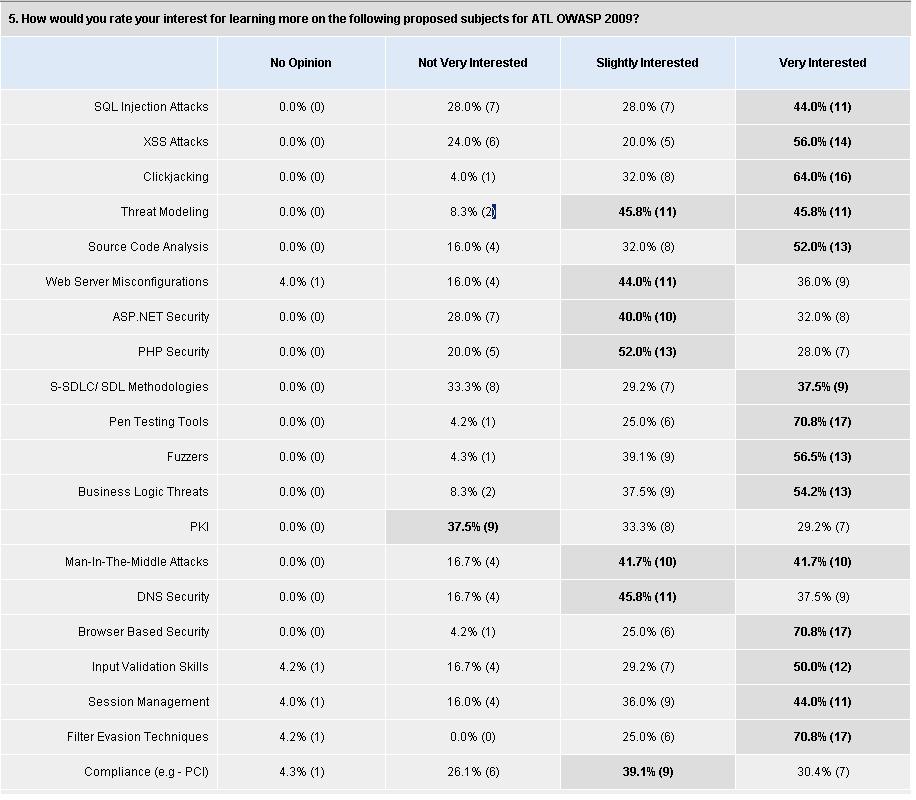 5. How would you rate your interest for learning more on the following proposed subjects for ATL OWASP 2009?
No Opinion Not Very Interested Slightly Interested Very Interested
SQL Injection Attacks 0.0% (0) 28.0% (7) 28.0% (7) 44.0% (11)
XSS Attacks 0.0% (0) 24.0% (6) 20.0% (5) 56.0% (14)
Clickjacking 0.0% (0) 4.0% (1) 32.0% (8) 64.0% (16)
Threat Modeling 0.0% (0) 8.3% (2) 45.8% (11) 45.8% (11)
Source Code Analysis 0.0% (0) 16.0% (4) 32.0% (8) 52.0% (13)
Web Server Misconfigurations 4.0% (1) 16.0% (4) 44.0% (11) 36.0% (9)
ASP.NET Security 0.0% (0) 28.0% (7) 40.0% (10) 32.0% (8)
PHP Security 0.0% (0) 20.0% (5) 52.0% (13) 28.0% (7)
S-SDLC/ SDL Methodologies 0.0% (0) 33.3% (8) 29.2% (7) 37.5% (9)
Pen Testing Tools 0.0% (0) 4.2% (1) 25.0% (6) 70.8% (17)
Fuzzers 0.0% (0) 4.3% (1) 39.1% (9) 56.5% (13)
Business Logic Threats 0.0% (0) 8.3% (2) 37.5% (9) 54.2% (13)
PKI 0.0% (0) 37.5% (9) 33.3% (8) 29.2% (7)
Man-In-The-Middle Attacks 0.0% (0) 16.7% (4) 41.7% (10) 41.7% (10)
DNS Security 0.0% (0) 16.7% (4) 45.8% (11) 37.5% (9)
Browser Based Security 0.0% (0) 4.2% (1) 25.0% (6) 70.8% (17)
Input Validation Skills 4.2% (1) 16.7% (4) 29.2% (7) 50.0% (12)
Session Management 4.0% (1) 16.0% (4) 36.0% (9) 44.0% (11)
Filter Evasion Techniques 4.2% (1) 0.0% (0) 25.0% (6) 70.8% (17)
Compliance (e.g - PCI) 4.3% (1) 26.1% (6) 39.1% (9) 30.4% (7)